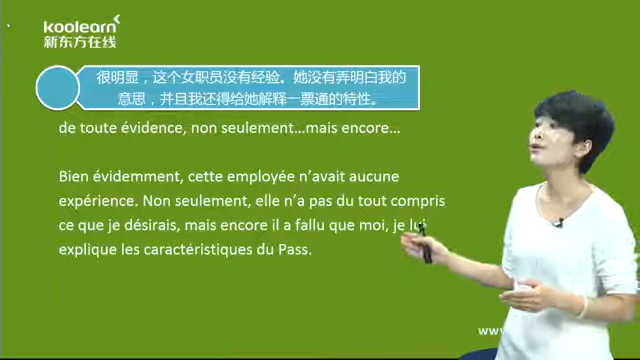 koolearn
新东方在线
很明显，这个女职员没有经验。她没有弄明白我的
意思，并且我还得给她解释一票通的特性。
de toute évidence, non seulement…mais encore…
Bien évidemment, cette employée n’avait aucune
expérience. Non seulement, elle n’a pas du tout compris
ce que je désirais, mais encore il a fallu que moi, je lui
explique les caractéristiques du Pass.
www.